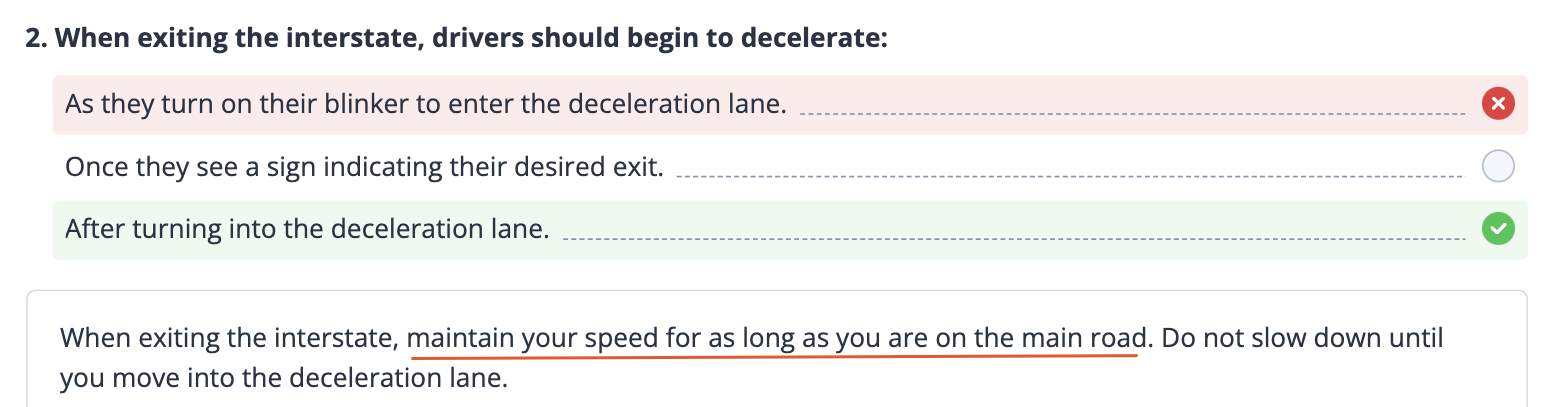 2. When exiting the interstate, drivers should begin to decelerate:
As they turn on their blinker to enter the deceleration lane.
Once they see a sign indicating their desired exit.
After turning into the deceleration lane.
When exiting the interstate, maintain your speed for as long as you are on the main road. Do not slow down until
you move into the deceleration lane.